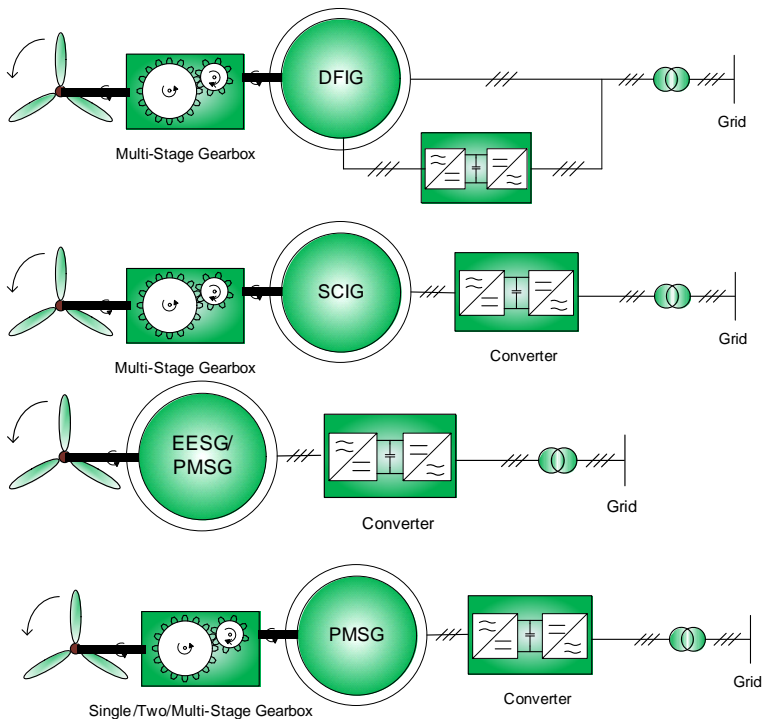 DFIG
Grid
Multi-Stage Gearbox
SCIG
Grid
Converter
Multi-Stage Gearbox
EESG/
PMSG
Grid
Converter
PMSG
Grid
Converter
Single/Two/Multi-Stage Gearbox